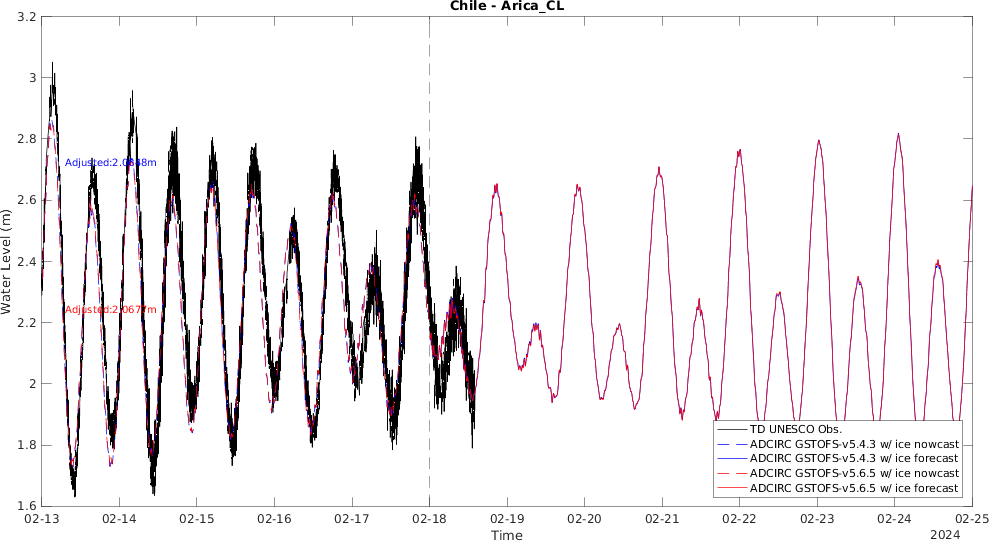 Chile - Arica_CL
3.2
3
2.8
2.6
2.4
2.2
2
1.8
1.6
Water Level (m)
Adjusted:2.0848m
Adjusted:2.0677m
TD UNESCO Obs.
ADCIRC GSTOFS-v5.4.3 w/ ice nowcast
ADCIRC GSTOFS-v5.4.3 w/ ice forecast
ADCIRC GSTOFS-v5.6.5 w/ ice nowcast
ADCIRC GSTOFS-v5.6.5 w/ ice forecast
02-13 02-14 02-15 02-16 02-17 02-18 02-19 02-20 02-21 02-22 02-23 02-24 02-25
Time
2024